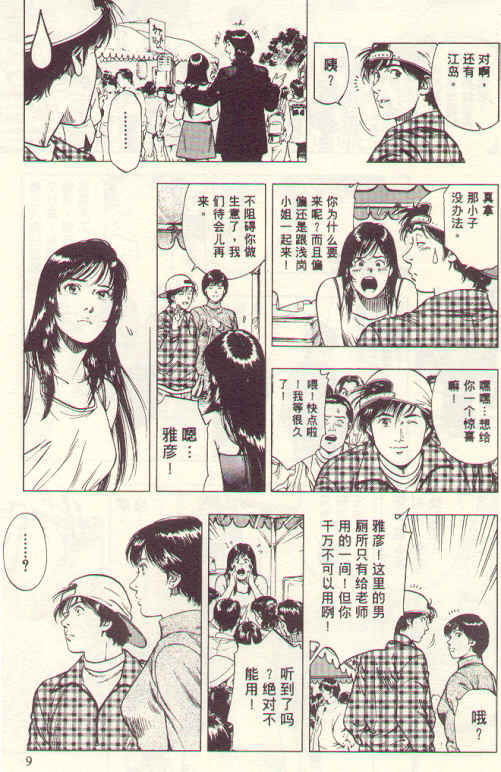 对啊，
还有
江岛。
咦？
………
真拿
那小子
没办法。
你为什么要
来呢？而且偏
偏还是跟浅岗
小姐一起来！
不阻碍你做
生意了，我
们待会儿再
来。
嗯…
雅彦！
嘿嘿…想给
你一个惊喜
嘛！
喂！快点啦
！我等很久
了！
雅彦！这里的男
厕所只有给老师
用的一间！但你
千万不可以用咧！
哦？
听到了吗
？绝对不
能用！
……？
9